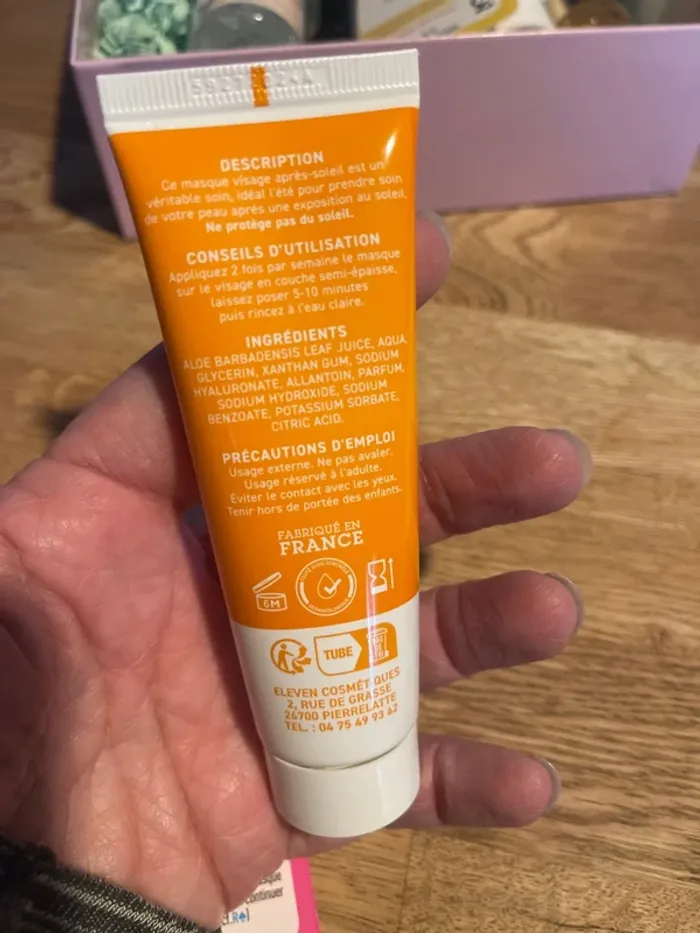 DESCRIPTION
Ce masque visage après-soleil est un
véritable soin, idéal l'été pour prendre soin
de votre peau après une exposition au soleil.
Ne protège pas du soleil.
CONSEILS D'UTILISATION
Appliquez 2 fois par semaine le masque
sur le visage en couche semi-épaisse,
laissez poser 5-10 minutes
puis rincez à l'eau claire.
INGRÉDIENTS
ALOE BARBADENSIS LEAF JUICE, AQUA,
GLYCERIN, XANTHAN GUM, SODIUM
HYALURONATE, ALLANTOIN, PARFUM,
SODIUM HYDROXIDE, SODIUM
BENZOATE, POTASSIUM SORBATE,
CITRIC ACID.
PRÉCAUTIONS D'EMPLOI
Usage externe. Ne pas avaler.
Usage réservé à l'adulte.
Éviter le contact avec les yeux.
Tenir hors de portée des enfants.
FABRIQUÉ EN
FRANCE
6M
TUBE
BAC
DE
TRI
ELEVEN COSMÉTIQUES
2, RUE DE GRASSE
26700 PIERRELATTE
TEL. : 04 75 49 93 62
continuer